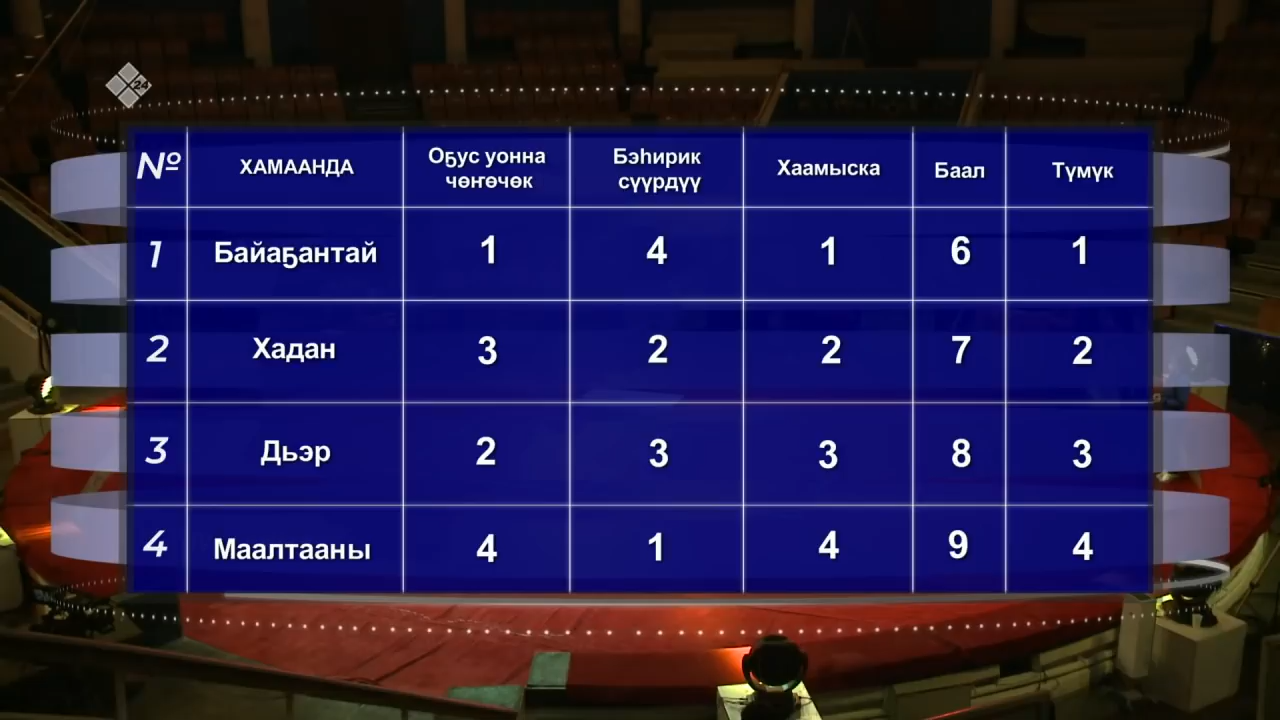 X24
№ ХАМААНДА Оҕус уонна чөҥөчөк Бэһирик сүүрдүү Хаамыска Баал Түмүк
1 Байаҕантай 1 4 1 6 1
2 Хадан 3 2 2 7 2
3 Дьэр 2 3 3 8 3
4 Маалтааны 4 1 4 9 4